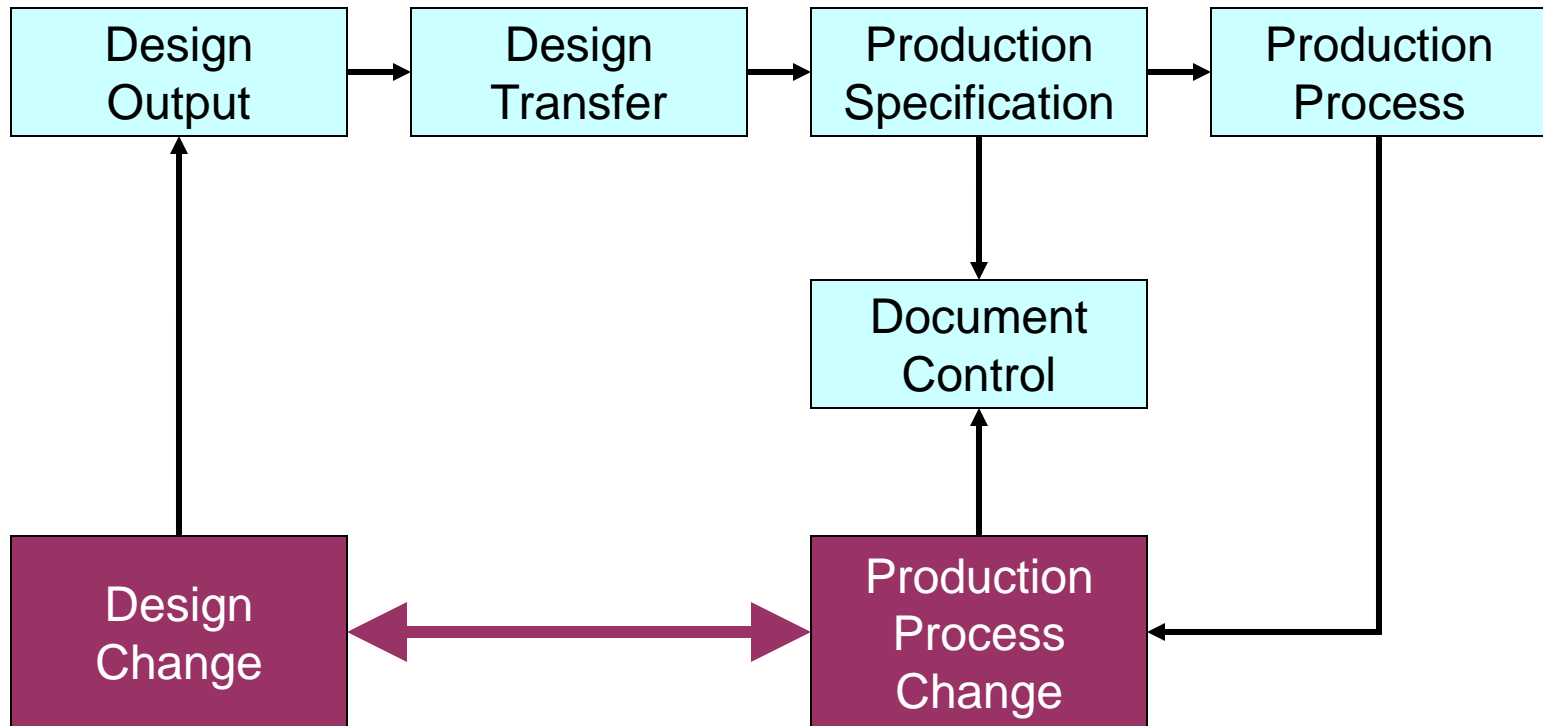 Design
Output
Design
Transfer
Production
Specification
Production
Process
Document
Control
Design
Change
Production
Process
Change